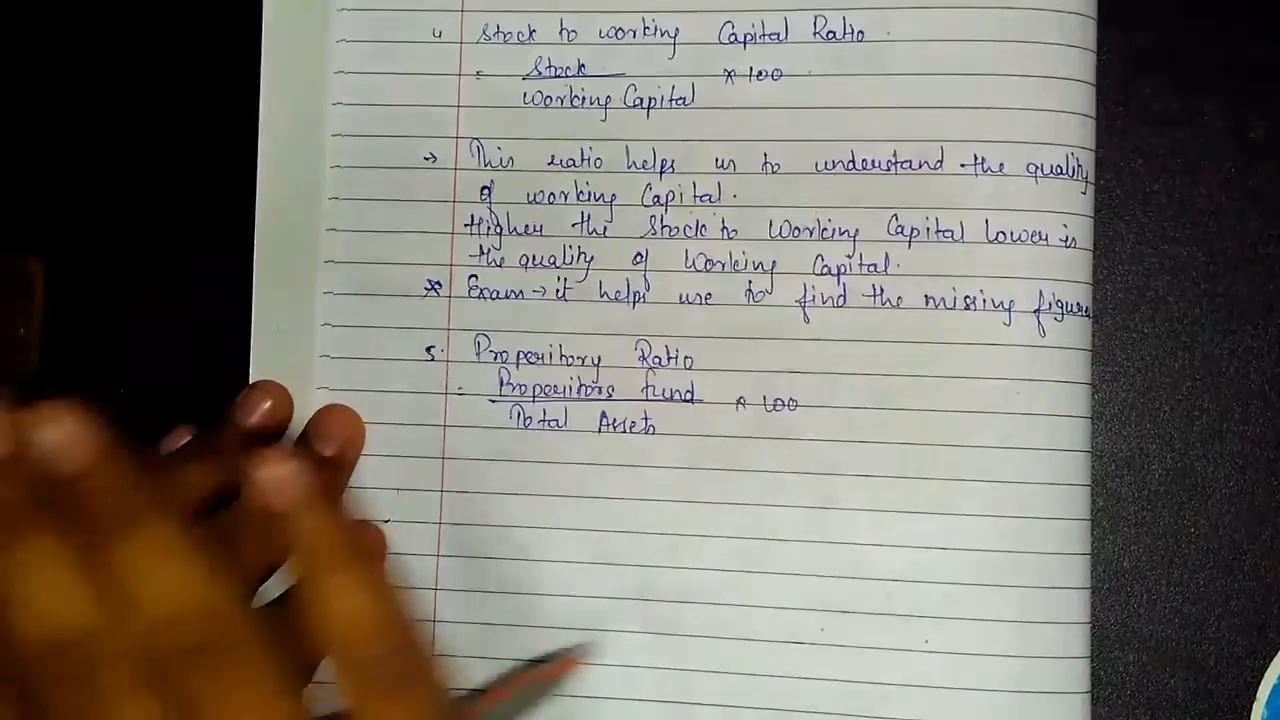 4 Stock to working Capital Ratio.
= Stock * 100
Working Capital
→ This ratio helps us to understand the quality
of working Capital.
Higher the Stock to Working Capital Lower is
the quality of Working Capital.
* Exam → it helps use to find the missing figure
5. Properitory Ratio
= Properitors fund * 100
Total Assets